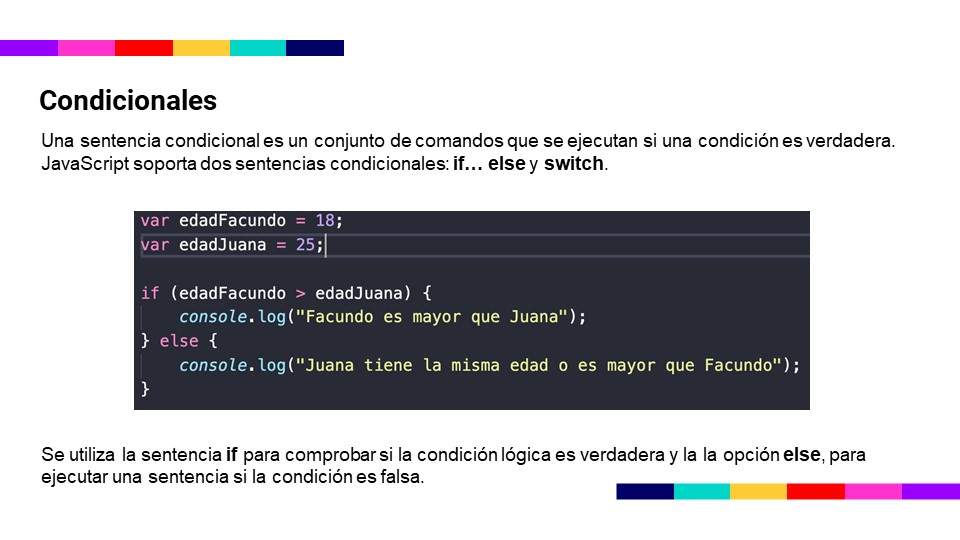 Condicionales
Una sentencia condicional es un conjunto de comandos que se ejecutan si una condición es verdadera.
JavaScript soporta dos sentencias condicionales: if… else y switch.
var edadFacundo = 18;
var edadJuana = 25;
if (edadFacundo > edadJuana) {
console.log("Facundo es mayor que Juana");
} else {
console.log("Juana tiene la misma edad o es mayor que Facundo");
}
Se utiliza la sentencia if para comprobar si la condición lógica es verdadera y la la opción else, para
ejecutar una sentencia si la condición es falsa.